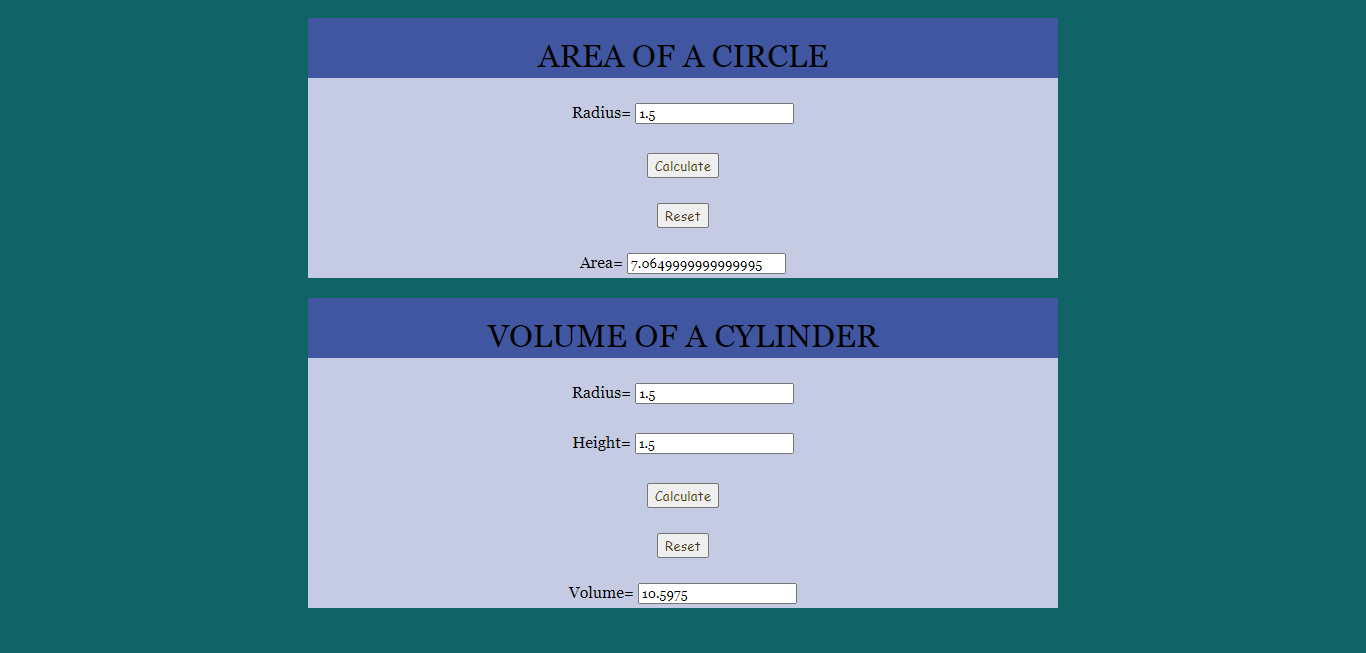 AREA OF A CIRCLE
Radius= 1.5
Calculate
Reset
Area= 7.0649999999999995
VOLUME OF A CYLINDER
Radius= 1.5
Height= 1.5
Calculate
Reset
Volume= 10.5975